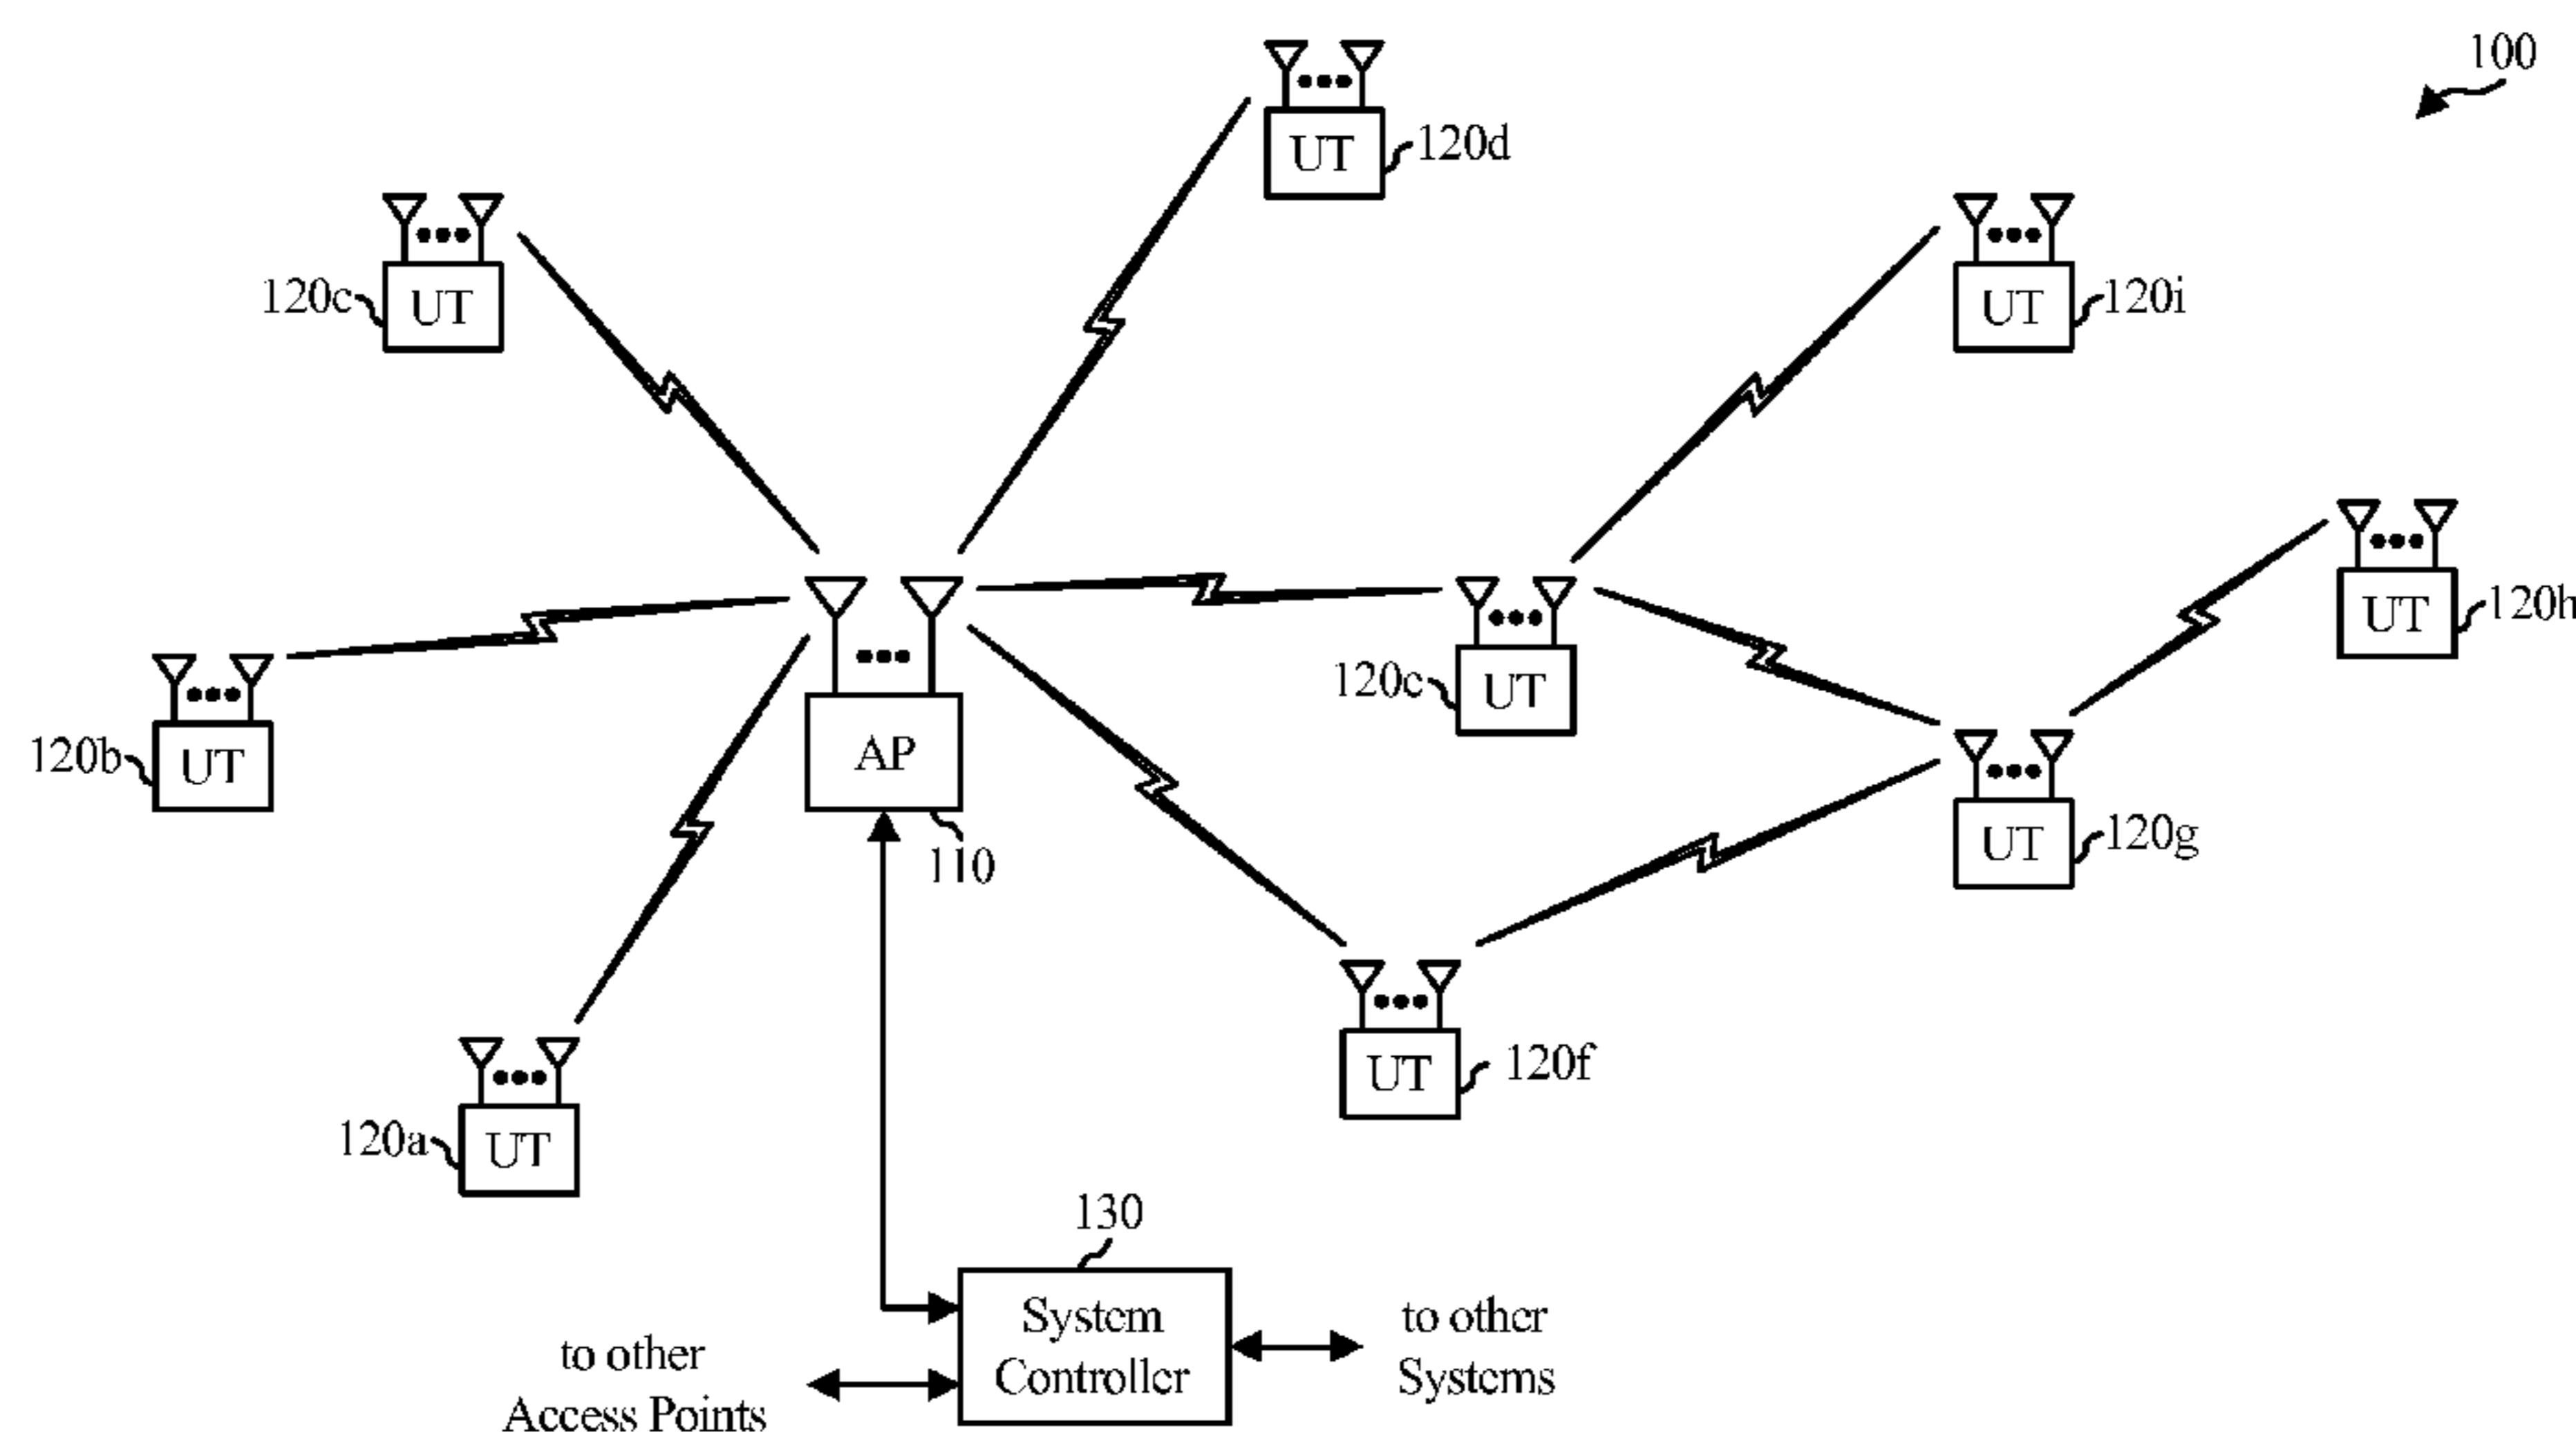 100
UT
120d
UT
120c
UT
120i
UT
120h
UT
120c
UT
120b
AP
110
UT
120g
UT
120f
UT
120a
130
System
Controller
to other
Systems
to other
Access Points